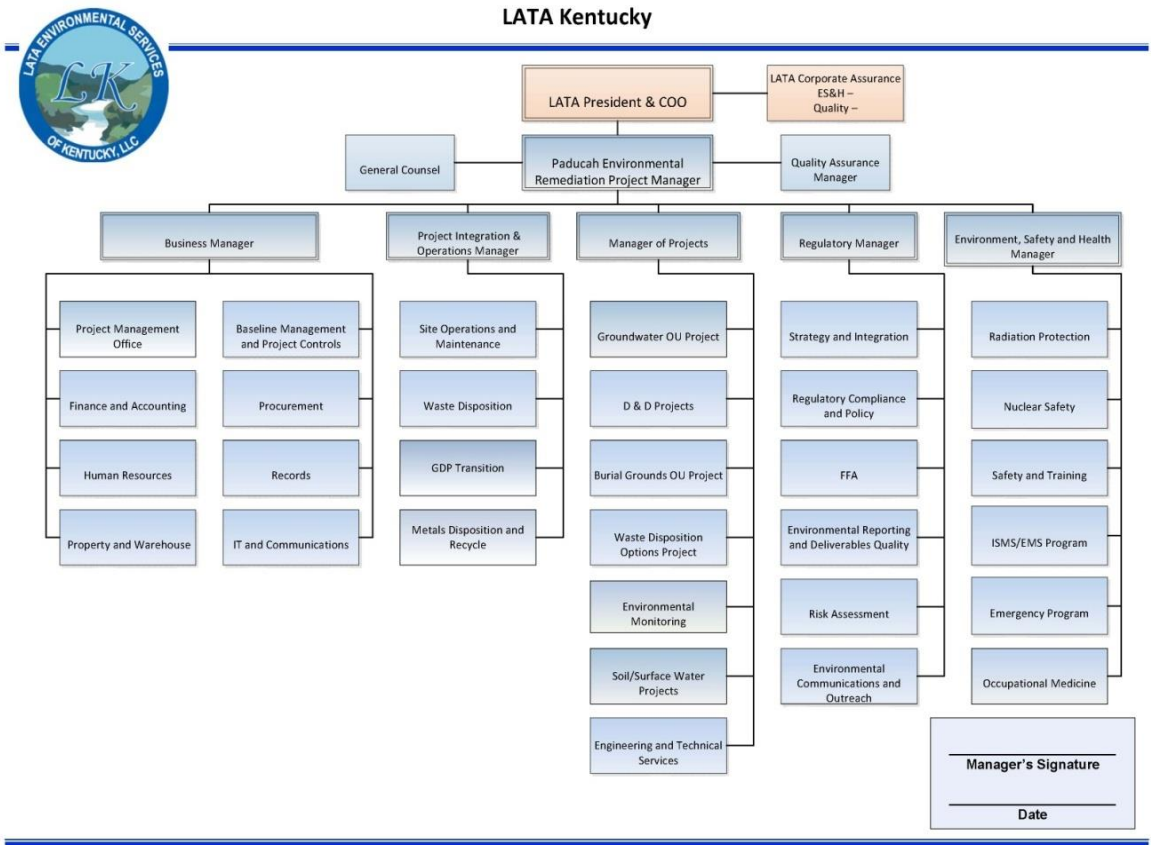 LATA Kentucky
LATA ENVIRONMENTAL SERVICES
LK
OF KENTUCKY, LLC
LATA President & COO
LATA Corporate Assurance
ES&H –
Quality –
General Counsel
Paducah Environmental
Remediation Project Manager
Quality Assurance
Manager
Business Manager
Project Integration &
Operations Manager
Manager of Projects
Regulatory Manager
Environment, Safety and Health
Manager
Project Management
Office
Baseline Management
and Project Controls
Site Operations and
Maintenance
Groundwater OU Project
Strategy and Integration
Radiation Protection
Finance and Accounting
Procurement
Waste Disposition
D & D Projects
Regulatory Compliance
and Policy
Nuclear Safety
Human Resources
Records
GDP Transition
Burial Grounds OU Project
FFA
Safety and Training
Property and Warehouse
IT and Communications
Metals Disposition and
Recycle
Waste Disposition
Options Project
Environmental Reporting
and Deliverables Quality
ISMS/EMS Program
Environmental
Monitoring
Risk Assessment
Emergency Program
Soil/Surface Water
Projects
Environmental
Communications and
Outreach
Occupational Medicine
Engineering and Technical
Services
Manager's Signature
Date